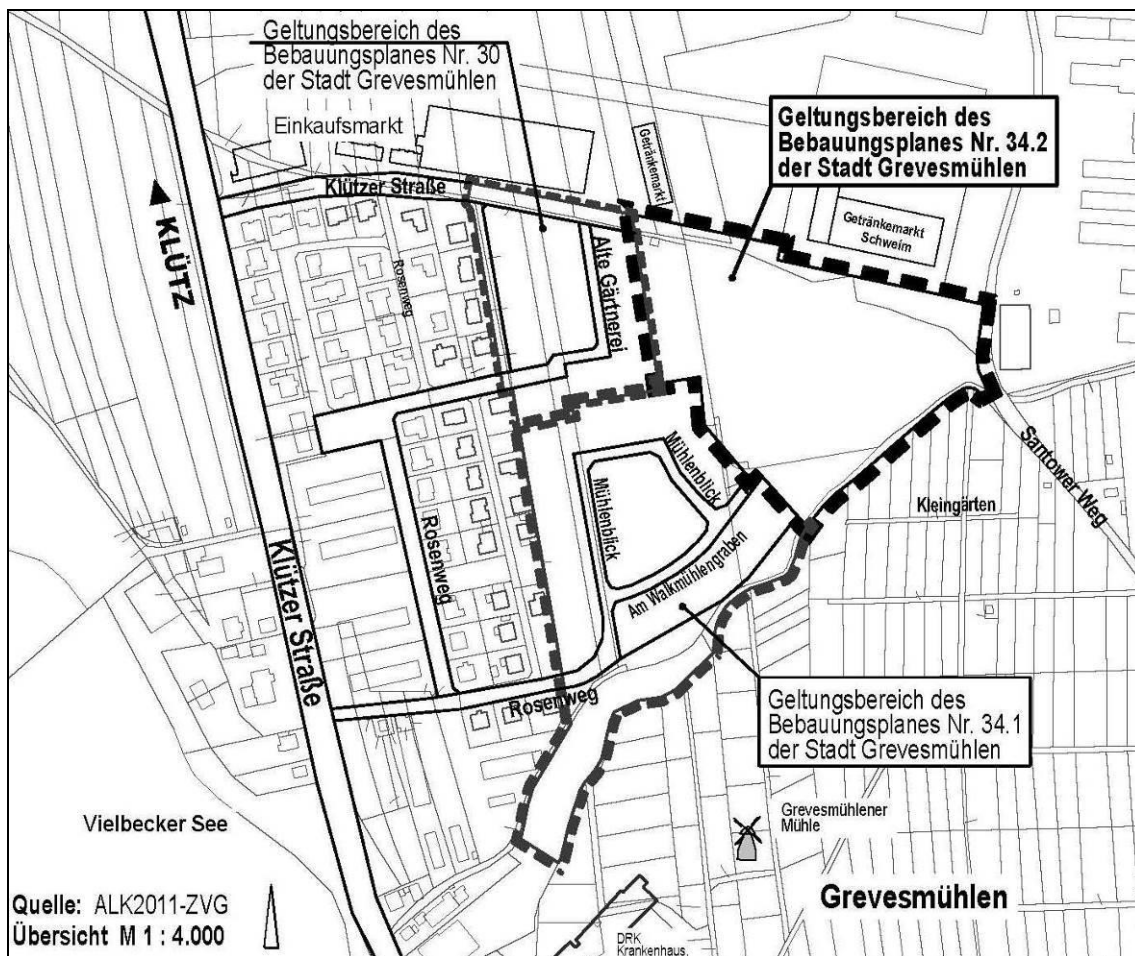 Geltungsbereich des
Bebauungsplanes Nr. 30
der Stadt Grevesmühlen
Einkaufsmarkt
Klützer Straße
Getränkemarkt
Geltungsbereich des
Bebauungsplanes Nr. 34.2
der Stadt Grevesmühlen
Getränkemarkt
Schweim
KLÜTZ
Rosenweg
Alte Gärtnerei
Mühlenblick
Mühlenblick
Santower Weg
Kleingärten
Rosenweg
Klützer Straße
Am Walkmühlengraben
Rosenweg
Geltungsbereich des
Bebauungsplanes Nr. 34.1
der Stadt Grevesmühlen
Vielbecker See
Grevesmühlener
Mühle
Grevesmühlen
Quelle: ALK2011-ZVG
Übersicht M 1 : 4.000
DRK
Krankenhaus,